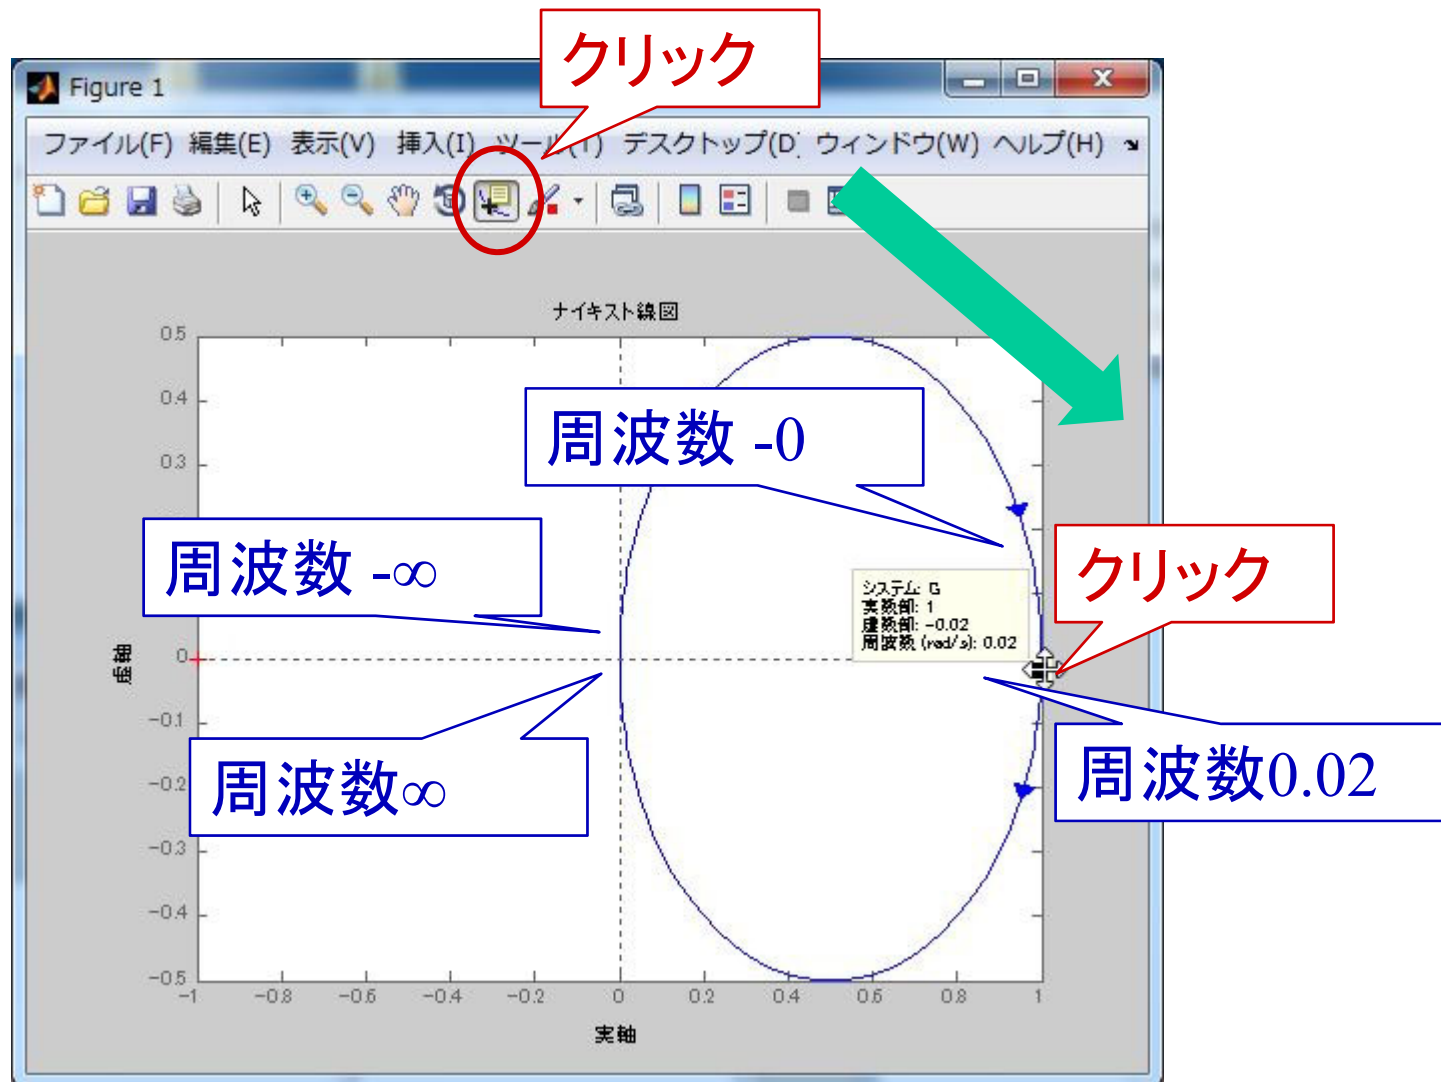 クリック
Figure 1
ファイル(F) 編集(E) 表示(V) 挿入(I) ツール(T) デスクトップ(D) ウィンドウ(W) ヘルプ(H)
ナイキスト線図
0.5
0.4
周波数 -0
0.3
周波数 -∞
クリック
システム: G
実数部: 1
虚数部: -0.02
周波数 (rad/s): 0.02
虚軸
0
-0.1
周波数∞
周波数0.02
-0.2
-0.3
-0.4
-0.5
-1 -0.8 -0.6 -0.4 -0.2 0 0.2 0.4 0.6 0.8 1
実軸